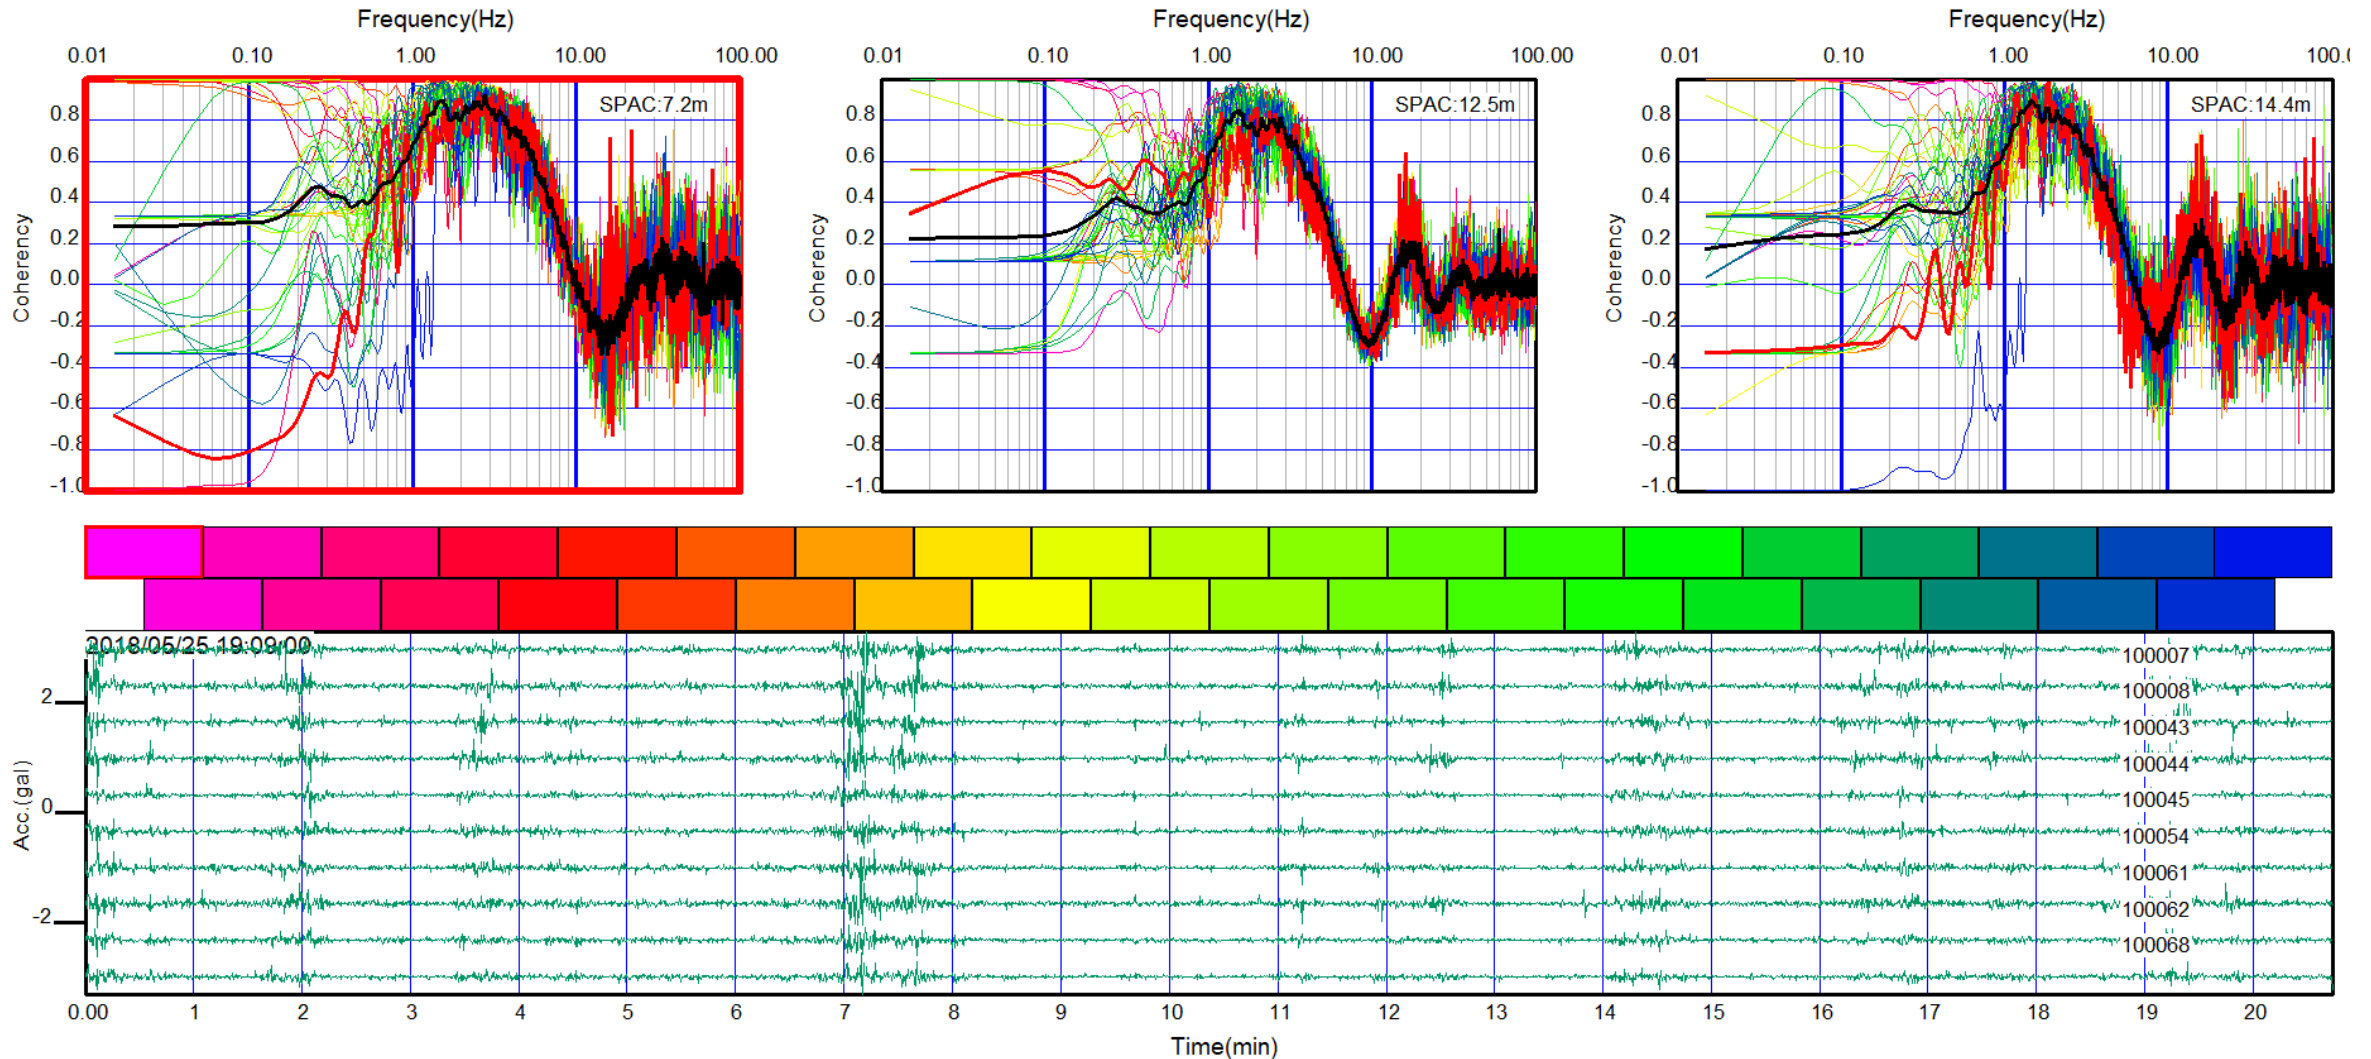 Frequency(Hz) Frequency(Hz) Frequency(Hz)
0.01 0.10 1.00 10.00 100.00 0.01 0.10 1.00 10.00 100.00 0.01 0.10 1.00 10.00 100.0
SPAC:7.2m SPAC:12.5m SPAC:14.4m
0.8 0.8 0.8
0.6 0.6 0.6
0.4 0.4 0.4
Coherency Coherency Coherency
0.2 0.2 0.2
0.0 0.0 0.0
-0.2 -0.2 -0.2
-0.4 -0.4 -0.4
-0.6 -0.6 -0.6
-0.8 -0.8 -0.8
-1.0 -1.0 -1.0
2018/05/25 19:09:00
100007
100008
2
100043
100044
Acc.(gal)
100045
0
100054
100061
100062
-2
100068
0.00 1 2 3 4 5 6 7 8 9 10 11 12 13 14 15 16 17 18 19 20
Time(min)